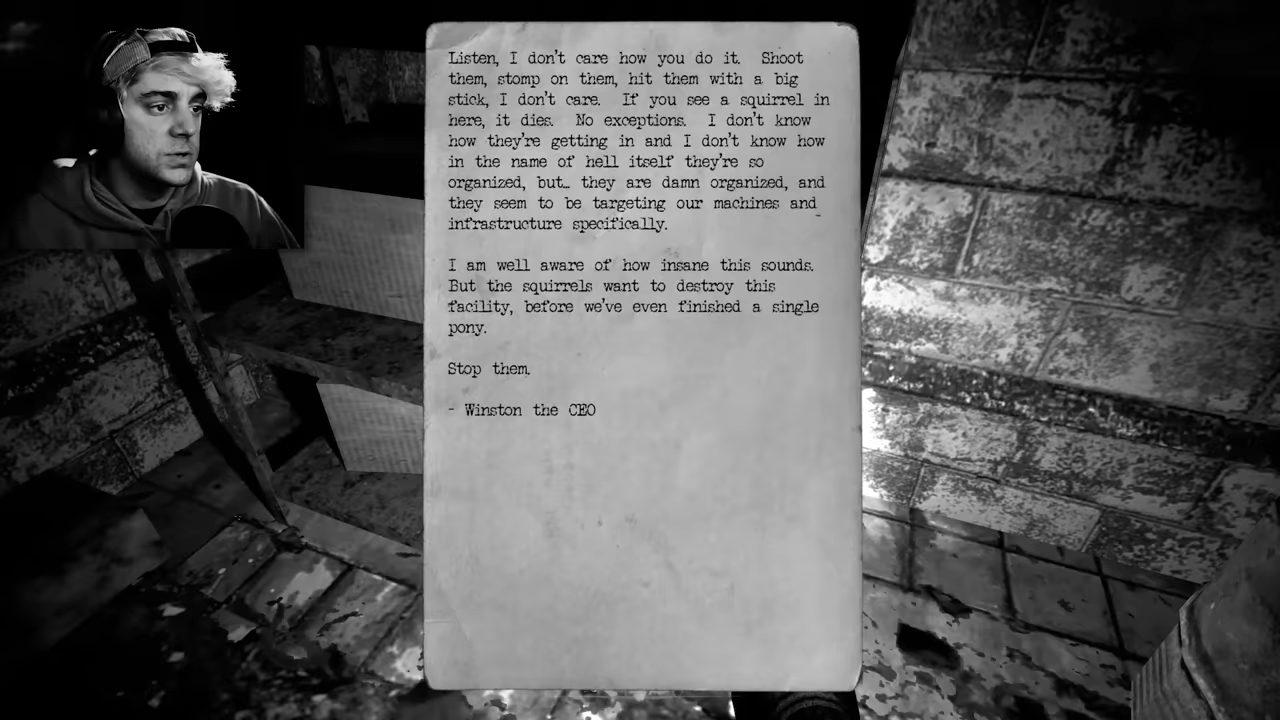 Listen, I don't care how you do it.  Shoot
them, stomp on them, hit them with a big
stick, I don't care.  If you see a squirrel in
here, it dies.  No exceptions.  I don't know
how they're getting in and I don't know how
in the name of hell itself they're so
organized, but… they are damn organized, and
they seem to be targeting our machines and
infrastructure specifically.
I am well aware of how insane this sounds.
But the squirrels want to destroy this
facility, before we've even finished a single
pony.
Stop them.
- Winston the CEO